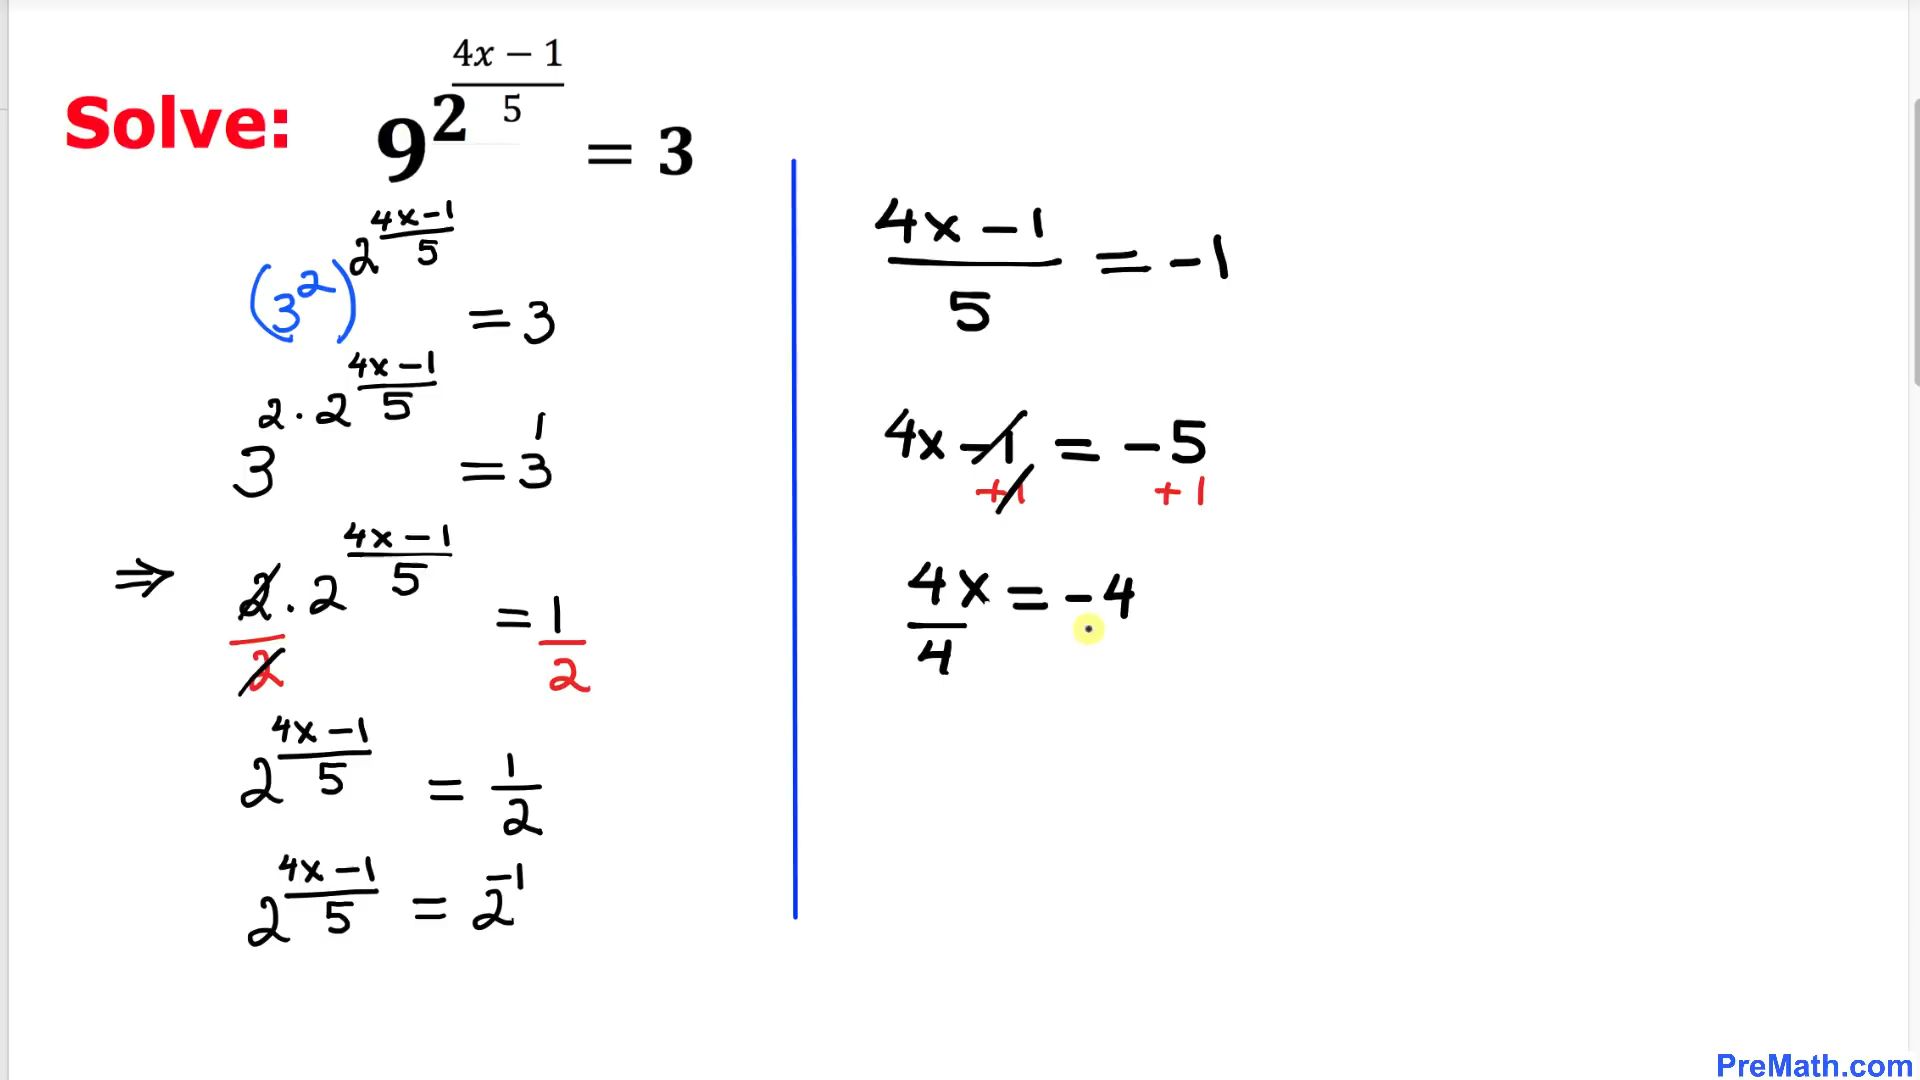 Solve: 9^2^((4x − 1)/5) = 3
(3^2)^2^((4x−1)/5) = 3
3^(2·2^((4x−1)/5)) = 3^1
⇒ (2·2^((4x−1)/5))/2 = 1/2
2^((4x−1)/5) = 1/2
2^((4x−1)/5) = 2^−1
(4x−1)/5 = −1
4x−1 = −5
+1 +1
4x/4 = −4
PreMath.com